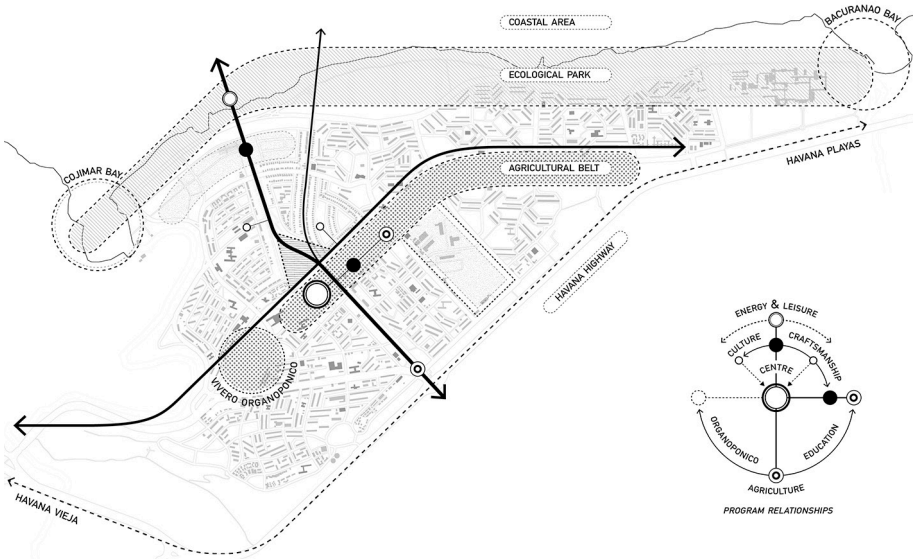 COASTAL AREA
BACURANAO BAY
ECOLOGICAL PARK
HAVANA PLAYAS
COJIMAR BAY
AGRICULTURAL BELT
HAVANA HIGHWAY
VIVERO ORGANOPONICO
HAVANA VIEJA
ENERGY & LEISURE
CULTURE
CRAFTSMANSHIP
CENTRE
ORGANOPONICO
EDUCATION
AGRICULTURE
PROGRAM RELATIONSHIPS